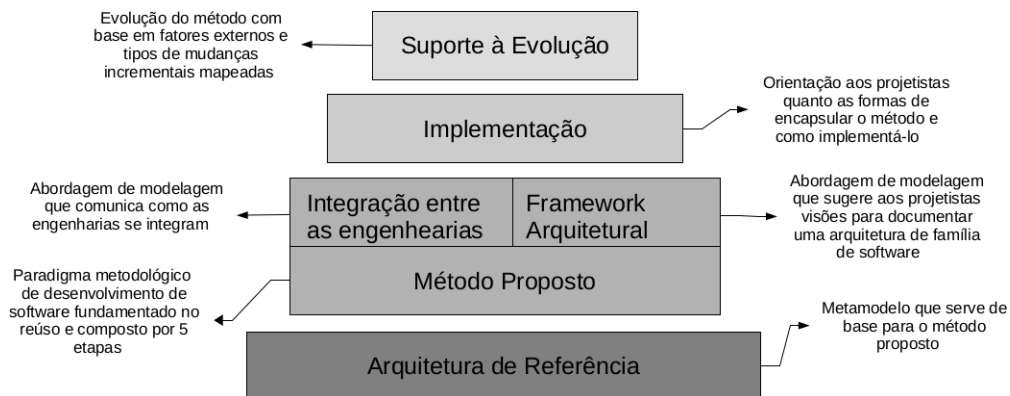 Evolução do método com
base em fatores externos e
tipos de mudanças
incrementais mapeadas
Suporte à Evolução
Implementação
Orientação aos projetistas
quanto as formas de
encapsular o método e
como implementá-lo
Abordagem de modelagem
que comunica como as
engenharias se integram
Integração entre
as engenhearias
Framework
Arquitetural
Abordagem de modelagem
que sugere aos projetistas
visões para documentar
uma arquitetura de família
de software
Paradigma metodológico
de desenvolvimento de
software fundamentado no
reúso e composto por 5
etapas
Método Proposto
Arquitetura de Referência
Metamodelo que serve de
base para o método
proposto